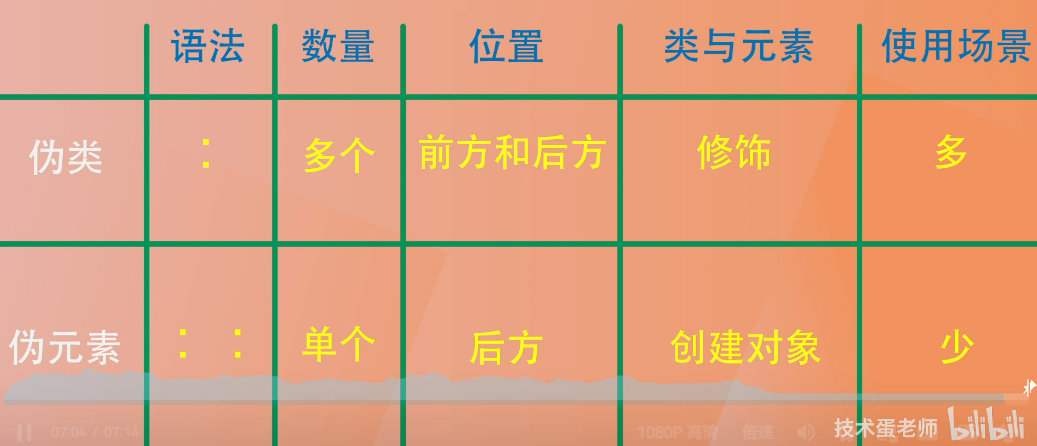 语法 数量 位置 类与元素 使用场景
伪类 : 多个 前方和后方 修饰 多
伪元素 : : 单个 后方 创建对象 少
07:04 / 07:14 1080P 高清 倍速
技术蛋老师 bilibili